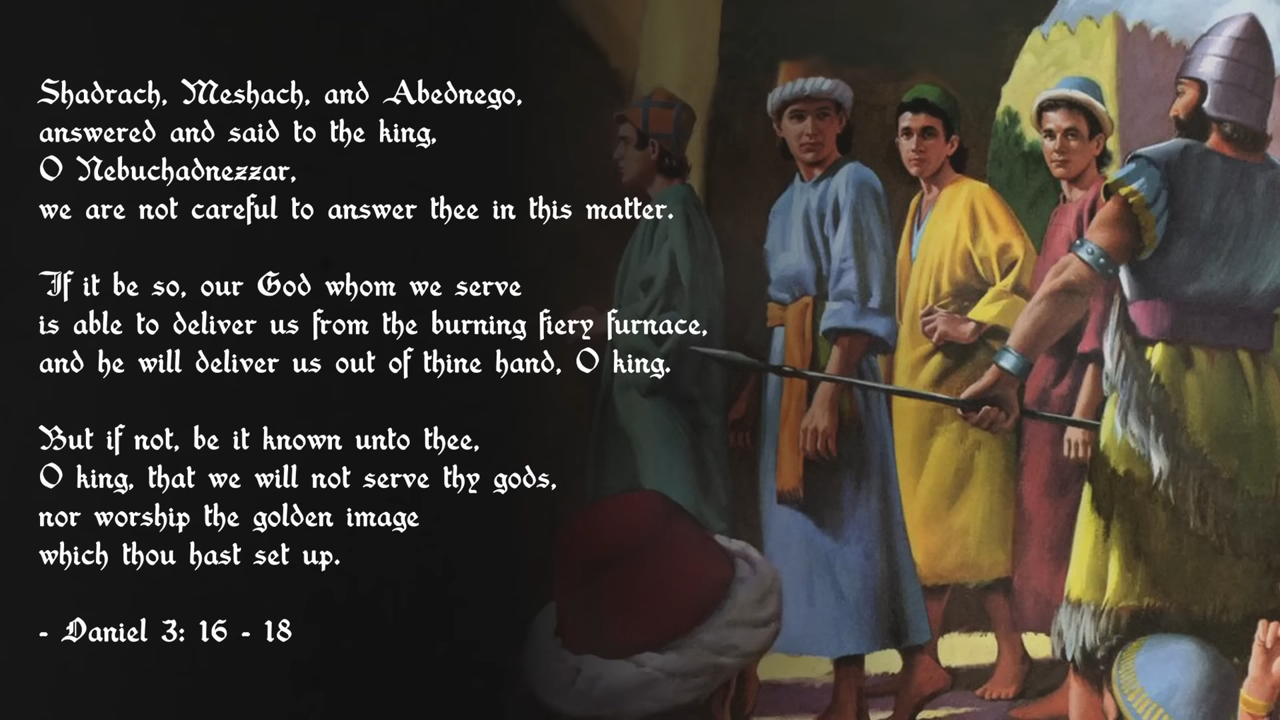 Shadrach, Meshach, and Abednego,
answered and said to the king,
O Nebuchadnezzar,
we are not careful to answer thee in this matter.
If it be so, our God whom we serve
is able to deliver us from the burning fiery furnace,
and he will deliver us out of thine hand, O king.
But if not, be it known unto thee,
O king, that we will not serve thy gods,
nor worship the golden image
which thou hast set up.
- Daniel 3: 16 - 18